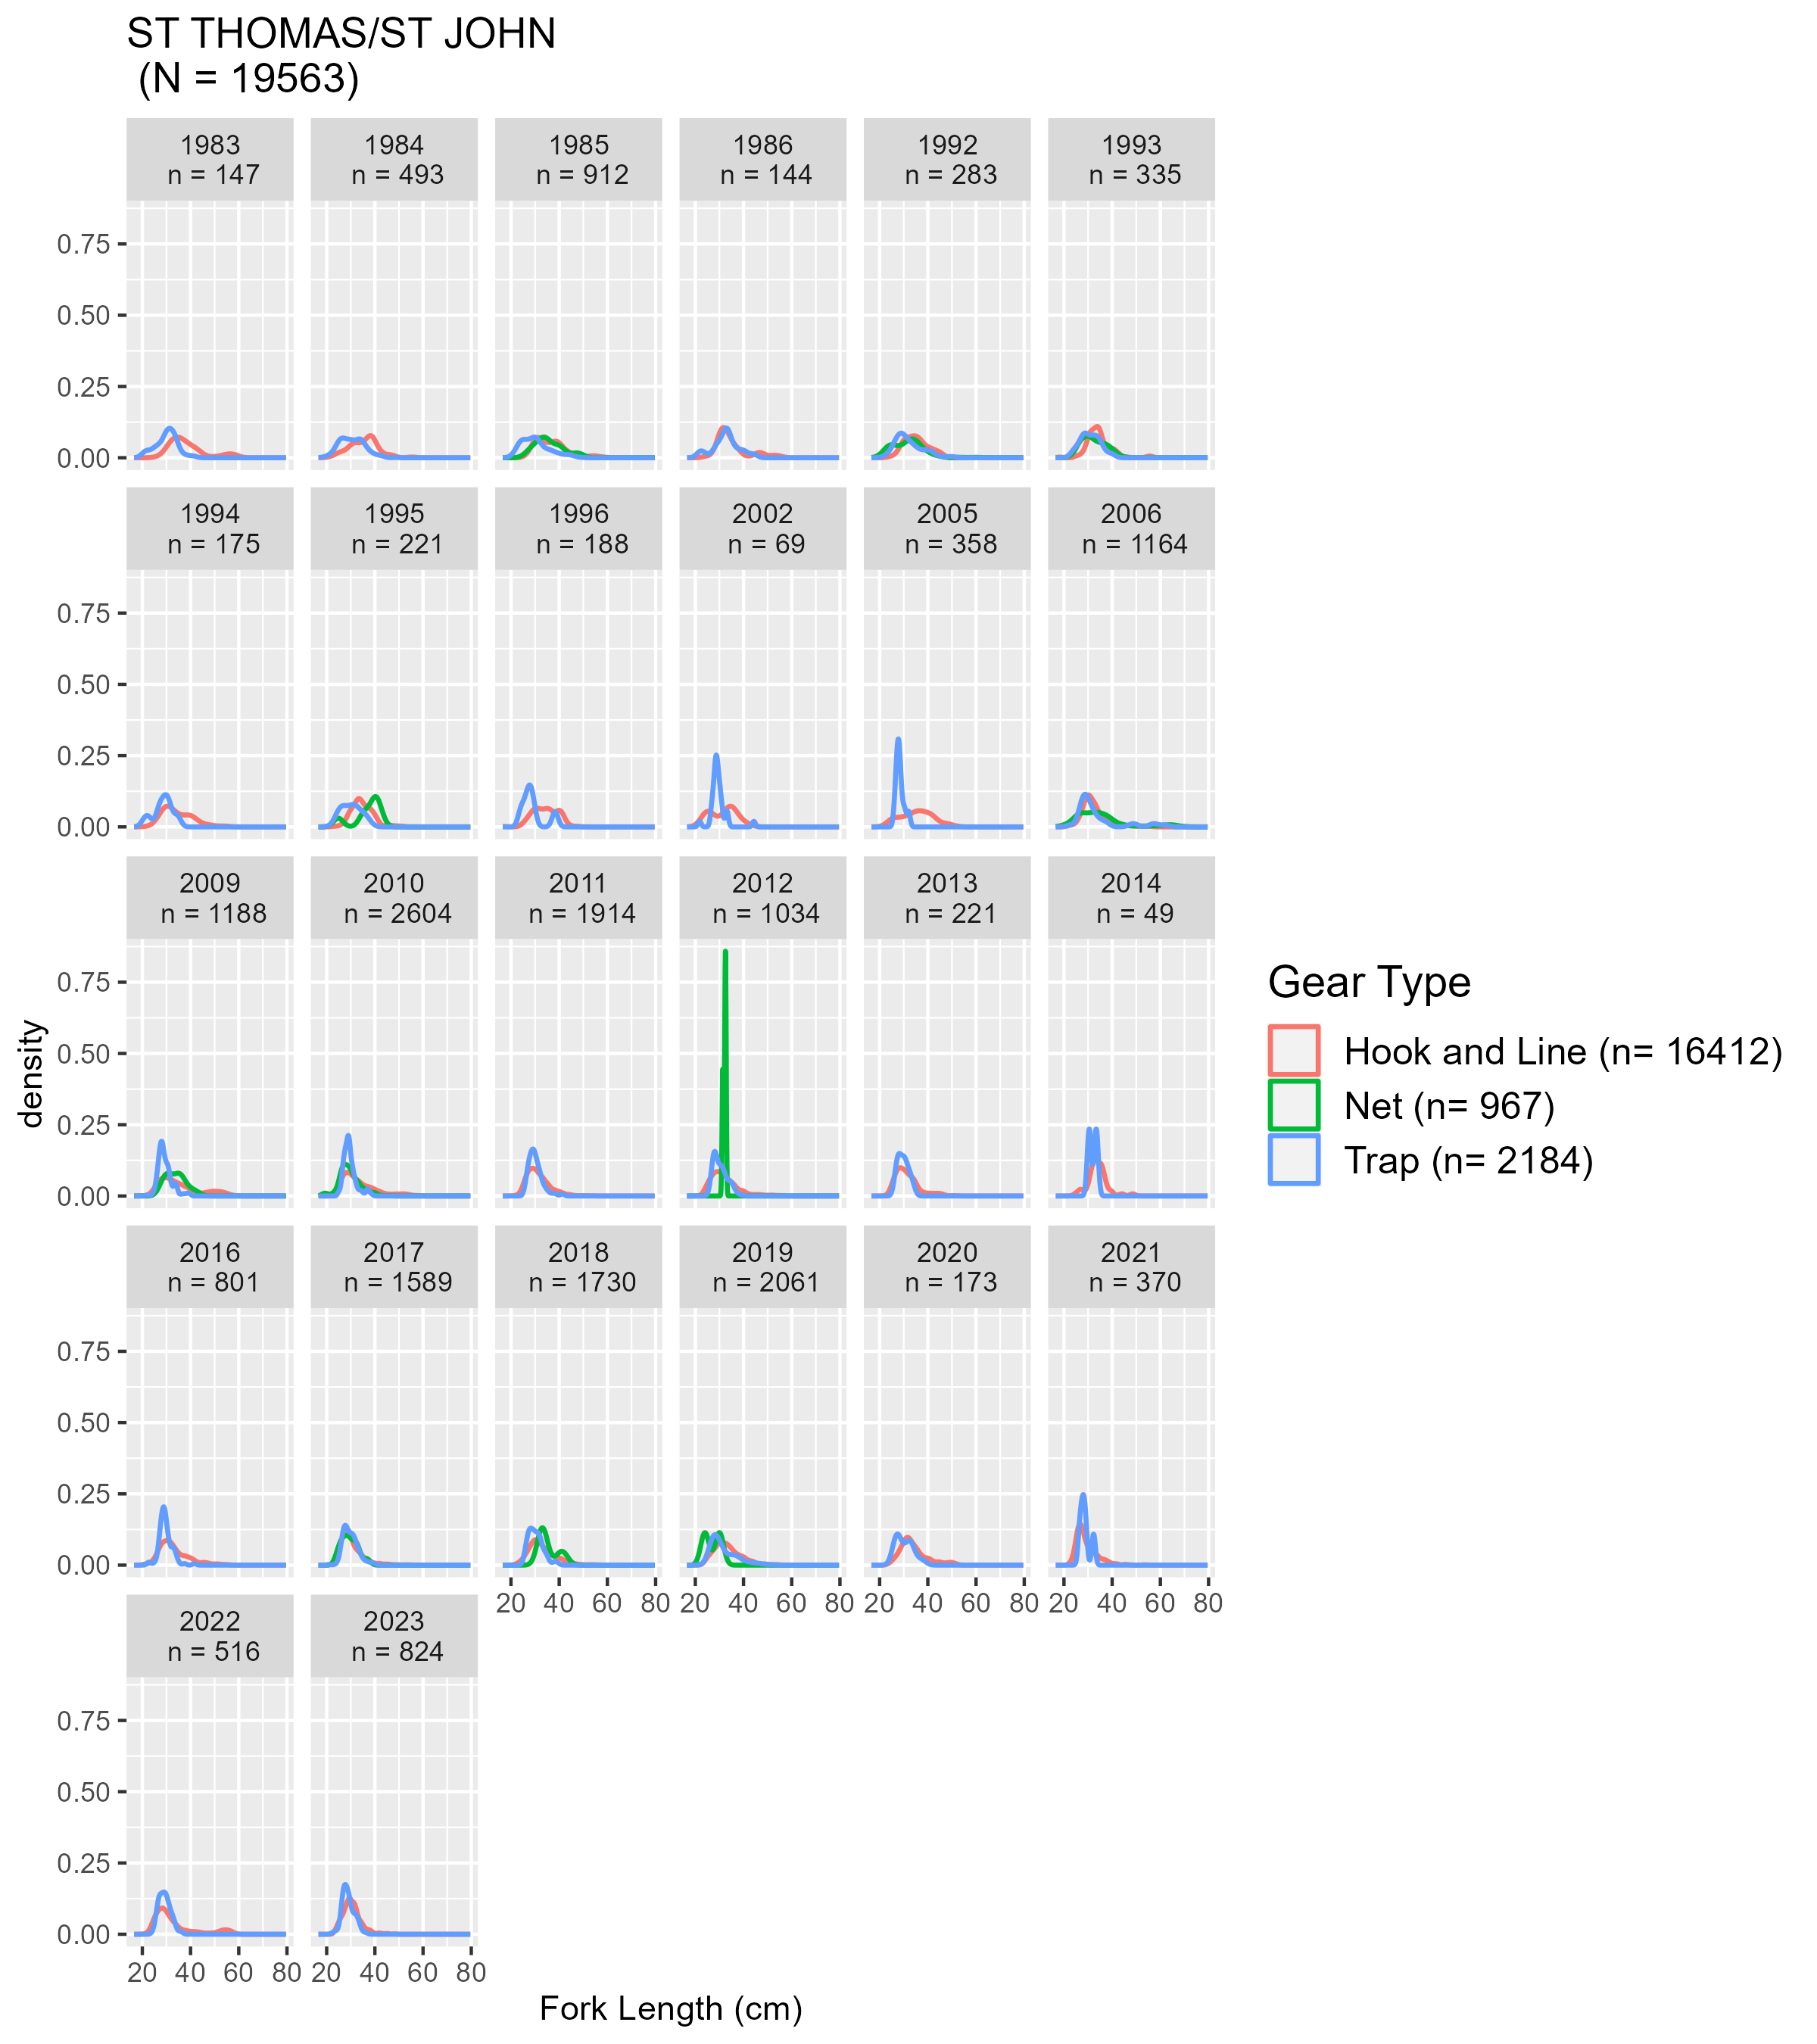 ST THOMAS/ST JOHN
(N = 19563)
1983 1984 1985 1986 1992 1993
n = 147 n = 493 n = 912 n = 144 n = 283 n = 335
0.75
0.50
0.25
0.00
1994 1995 1996 2002 2005 2006
n = 175 n = 221 n = 188 n = 69 n = 358 n = 1164
0.75
0.50
0.25
0.00
2009 2010 2011 2012 2013 2014
n = 1188 n = 2604 n = 1914 n = 1034 n = 221 n = 49
0.75
0.50
0.25
0.00
density
Gear Type
Hook and Line (n= 16412)
Net (n= 967)
Trap (n= 2184)
2016 2017 2018 2019 2020 2021
n = 801 n = 1589 n = 1730 n = 2061 n = 173 n = 370
0.75
0.50
0.25
0.00
20 40 60 80 20 40 60 80 20 40 60 80 20 40 60 80
2022 2023
n = 516 n = 824
0.75
0.50
0.25
0.00
20 40 60 80 20 40 60 80
Fork Length (cm)